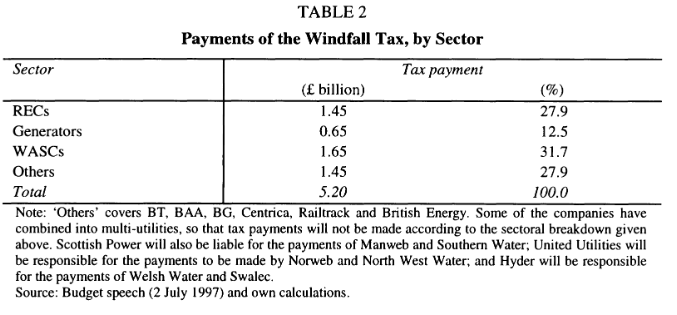 TABLE 2
Payments of the Windfall Tax, by Sector
Sector Tax payment
(£ billion) (%)
RECs 1.45 27.9
Generators 0.65 12.5
WASCs 1.65 31.7
Others 1.45 27.9
Total 5.20 100.0
Note: ‘Others’ covers BT, BAA, BG, Centrica, Railtrack and British Energy. Some of the companies have
combined into multi-utilities, so that tax payments will not be made according to the sectoral breakdown given
above. Scottish Power will also be liable for the payments of Manweb and Southern Water; United Utilities will
be responsible for the payments to be made by Norweb and North West Water; and Hyder will be responsible
for the payments of Welsh Water and Swalec.
Source: Budget speech (2 July 1997) and own calculations.